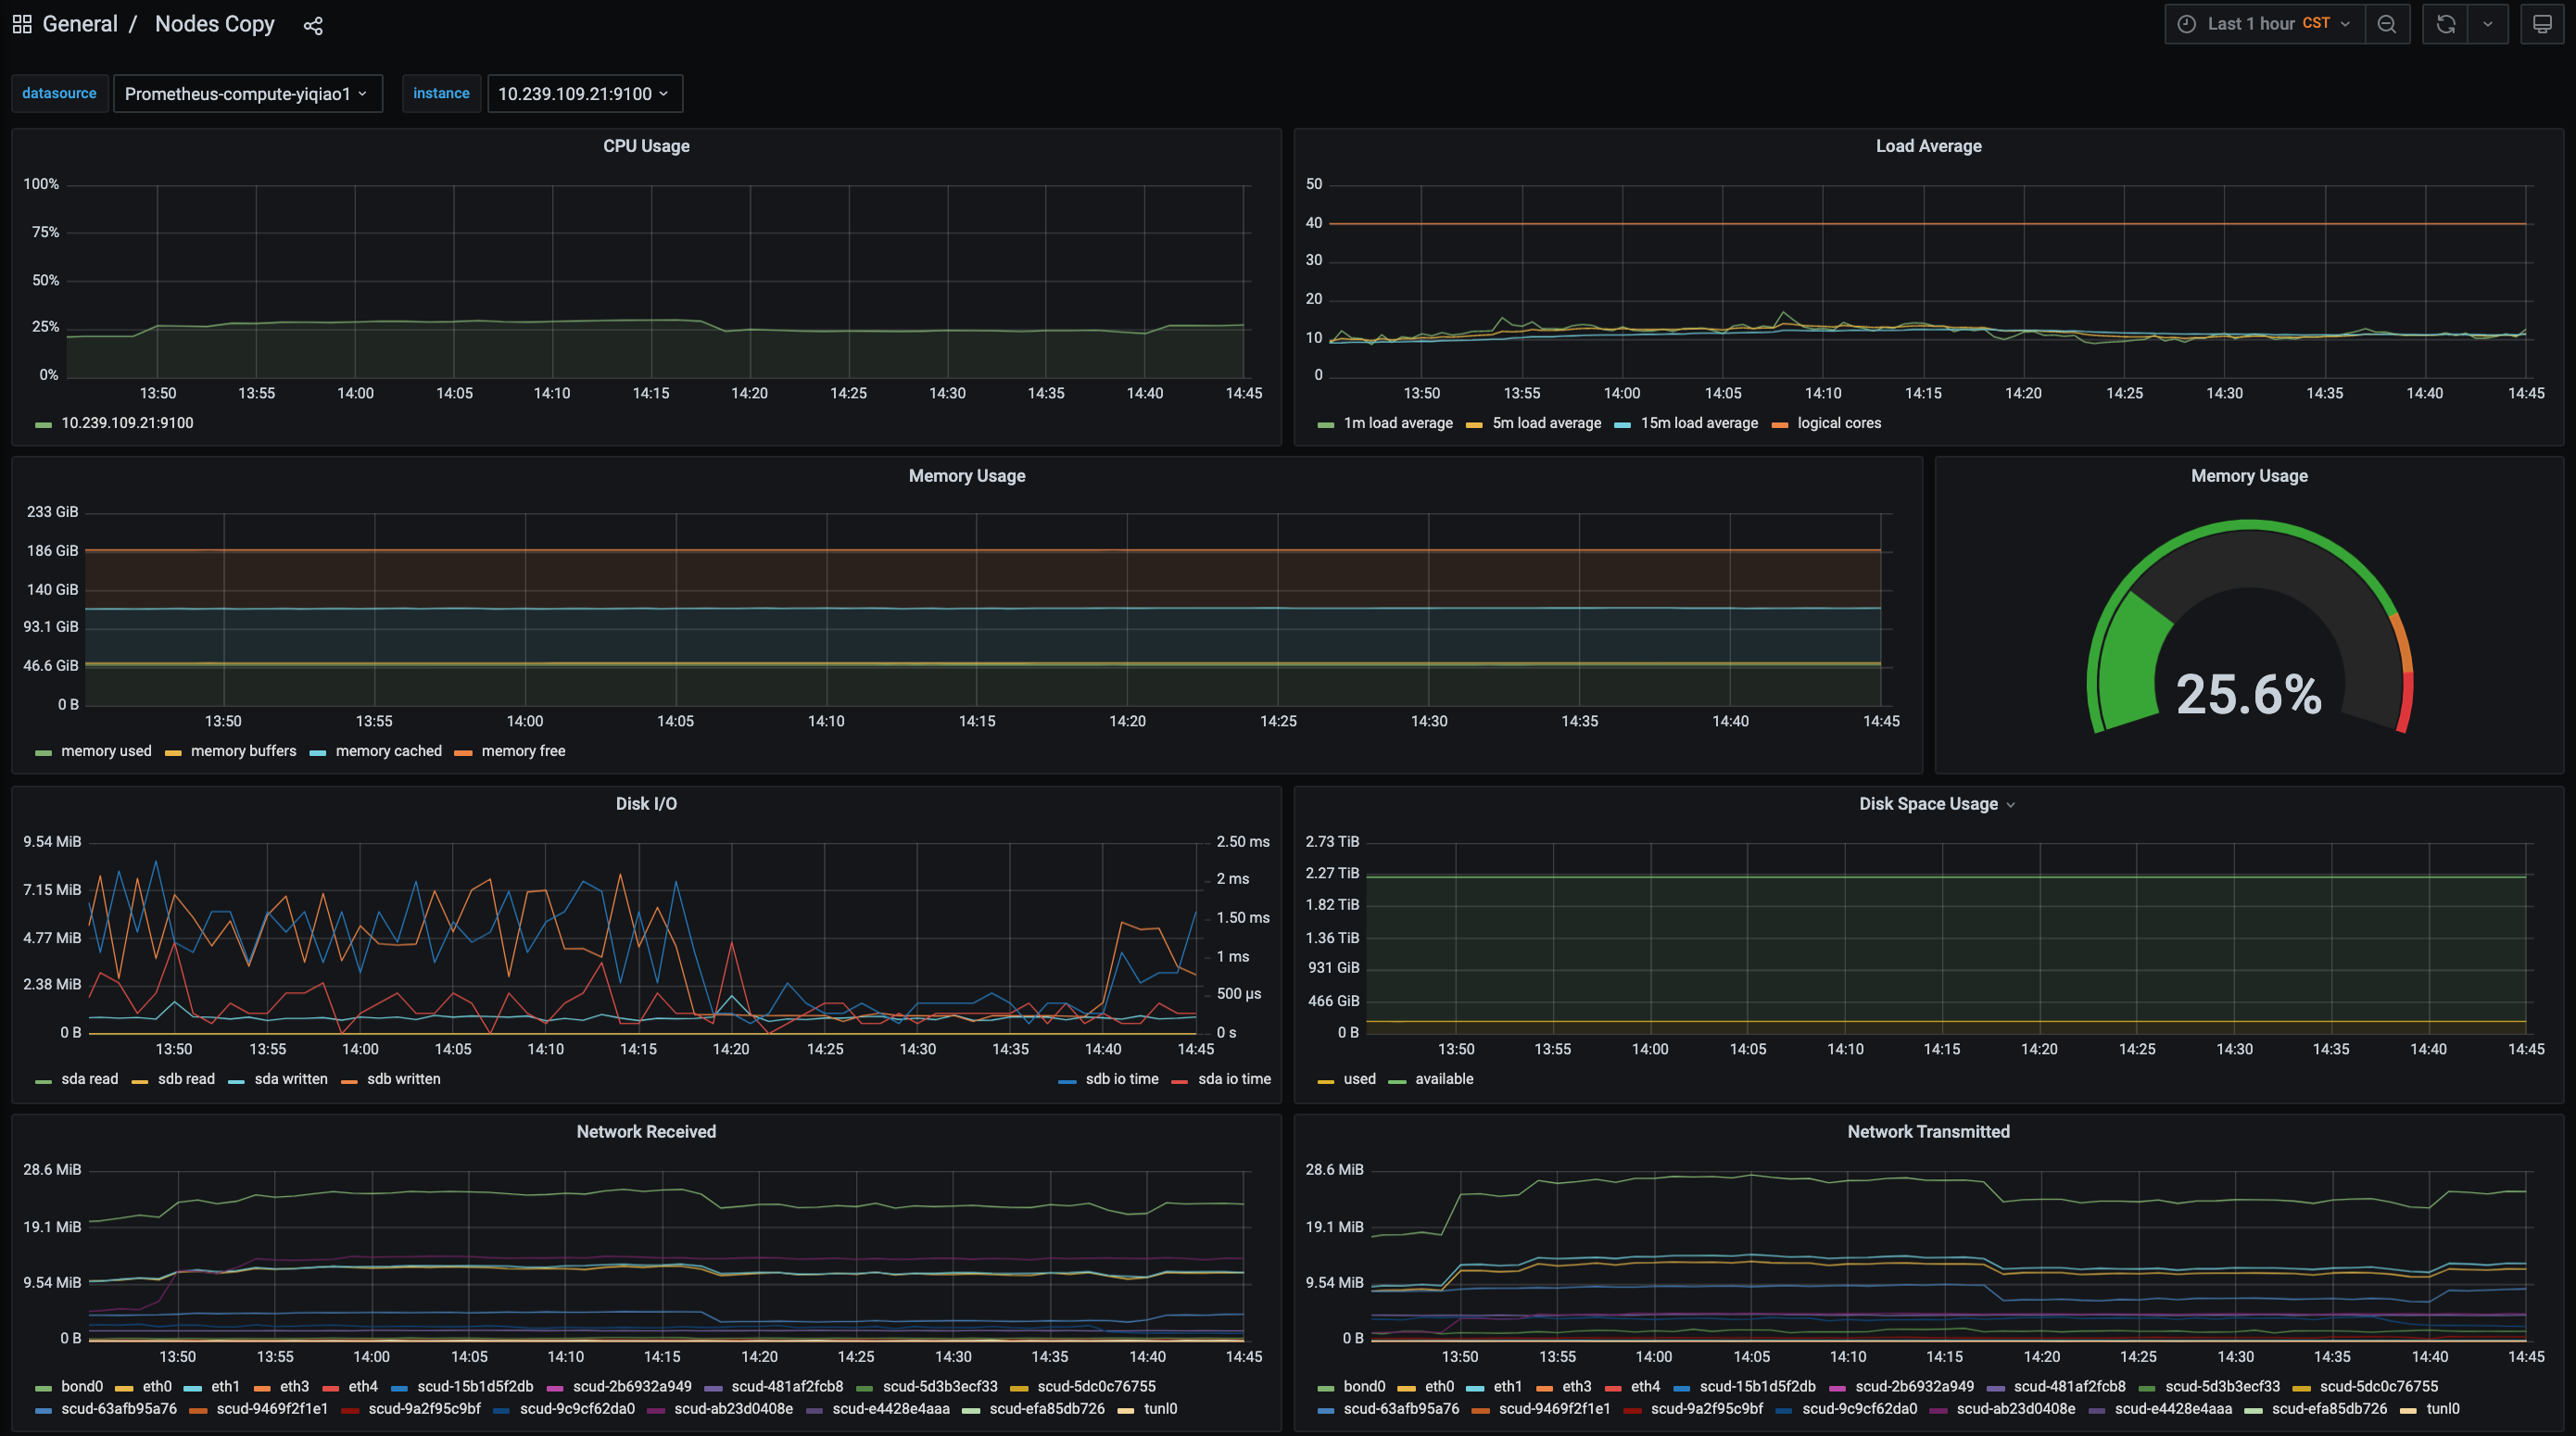 General / Nodes Copy
Last 1 hour CST
datasource Prometheus-compute-yiqiao1 instance 10.239.109.21:9100
CPU Usage
100%
75%
50%
25%
0%
13:50 13:55 14:00 14:05 14:10 14:15 14:20 14:25 14:30 14:35 14:40 14:45
10.239.109.21:9100
Load Average
50
40
30
20
10
0
13:50 13:55 14:00 14:05 14:10 14:15 14:20 14:25 14:30 14:35 14:40 14:45
1m load average 5m load average 15m load average logical cores
Memory Usage
233 GiB
186 GiB
140 GiB
93.1 GiB
46.6 GiB
0 B
13:50 13:55 14:00 14:05 14:10 14:15 14:20 14:25 14:30 14:35 14:40 14:45
memory used memory buffers memory cached memory free
Memory Usage
25.6%
Disk I/O
9.54 MiB
7.15 MiB
4.77 MiB
2.38 MiB
0 B
2.50 ms
2 ms
1.50 ms
1 ms
500 µs
0 s
13:50 13:55 14:00 14:05 14:10 14:15 14:20 14:25 14:30 14:35 14:40 14:45
sda read sdb read sda written sdb written sdb io time sda io time
Disk Space Usage
2.73 TiB
2.27 TiB
1.82 TiB
1.36 TiB
931 GiB
466 GiB
0 B
13:50 13:55 14:00 14:05 14:10 14:15 14:20 14:25 14:30 14:35 14:40 14:45
used available
Network Received
28.6 MiB
19.1 MiB
9.54 MiB
0 B
13:50 13:55 14:00 14:05 14:10 14:15 14:20 14:25 14:30 14:35 14:40 14:45
bond0 eth0 eth1 eth3 eth4 scud-15b1d5f2db scud-2b6932a949 scud-481af2fcb8 scud-5d3b3ecf33 scud-5dc0c76755
scud-63afb95a76 scud-9469f2f1e1 scud-9a2f95c9bf scud-9c9cf62da0 scud-ab23d0408e scud-e4428e4aaa scud-efa85db726 tunl0
Network Transmitted
28.6 MiB
19.1 MiB
9.54 MiB
0 B
13:50 13:55 14:00 14:05 14:10 14:15 14:20 14:25 14:30 14:35 14:40 14:45
bond0 eth0 eth1 eth3 eth4 scud-15b1d5f2db scud-2b6932a949 scud-481af2fcb8 scud-5d3b3ecf33 scud-5dc0c76755
scud-63afb95a76 scud-9469f2f1e1 scud-9a2f95c9bf scud-9c9cf62da0 scud-ab23d0408e scud-e4428e4aaa scud-efa85db726 tunl0